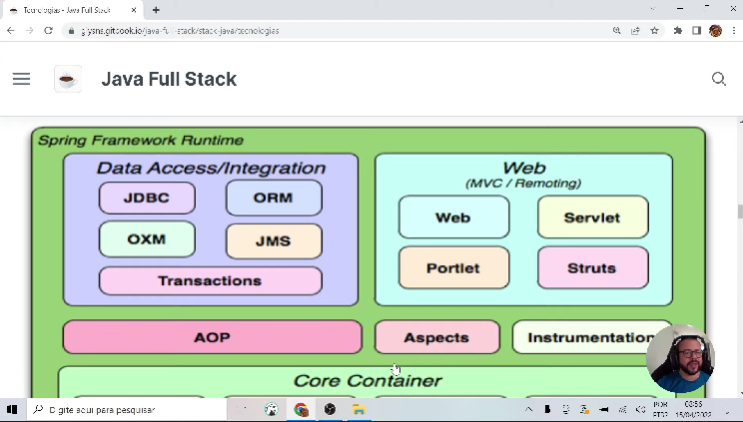 Tecnologias - Java Full Stack
glysns.gitbook.io/java-full-stack/stack-java/tecnologias
Java Full Stack
Spring Framework Runtime
Data Access/Integration
Web
(MVC / Remoting)
JDBC
ORM
Web
Servlet
OXM
JMS
Portlet
Struts
Transactions
AOP
Aspects
Instrumentation
Core Container
Digite aqui para pesquisar
POR
PTB2
08:55
15/04/2022